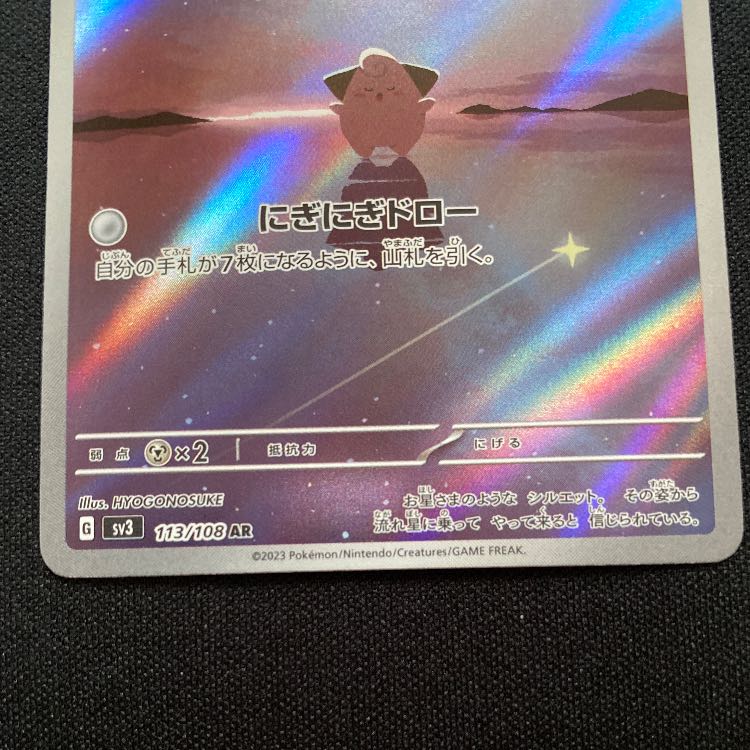 にぎにぎドロー
自分の手札が7枚になるように、山札を引く。
弱点 ×2 抵抗力 にげる
Illus. HYOGONOSUKE
お星さまのような シルエット。 その姿から
流れ星に乗って やって来ると 信じられている。
G sv3 113/108 AR
©2023 Pokémon/Nintendo/Creatures/GAME FREAK.